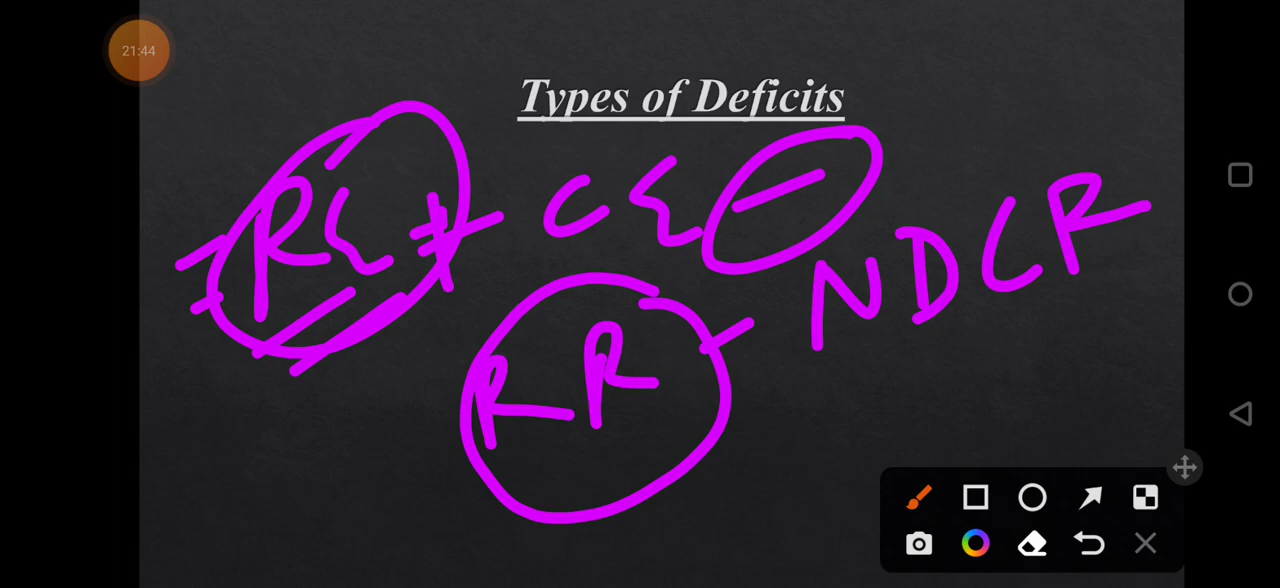 21:44
Types of Deficits
= RE + CE - NDCR
RR -